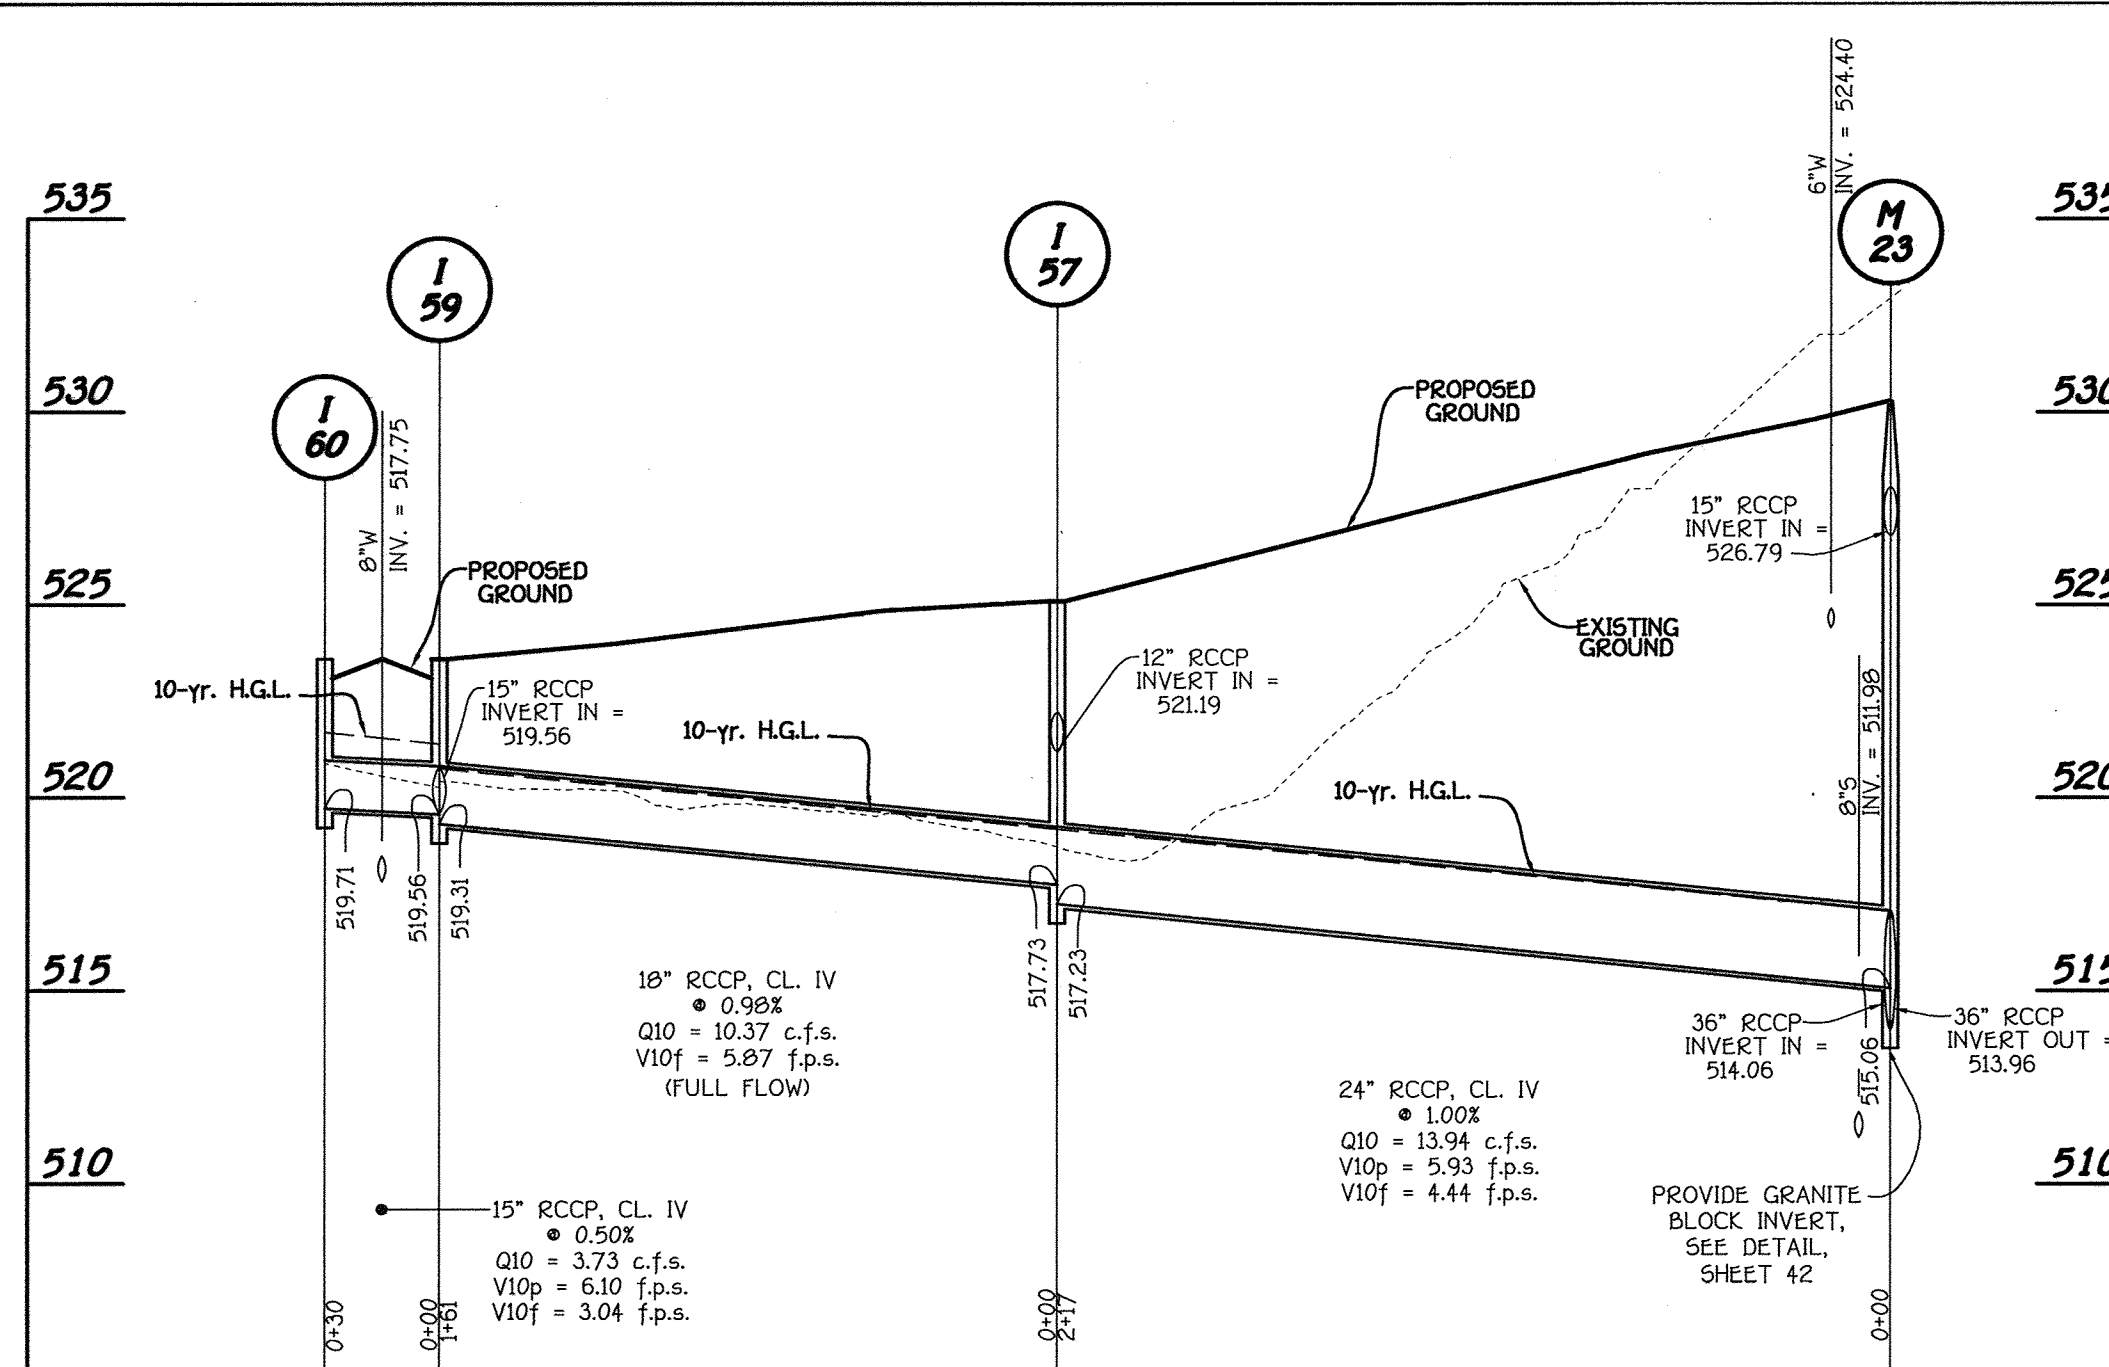 535
530
525
520
515
510
535
530
525
520
515
510
I
60
I
59
I
57
M
23
8"W
INV. = 517.75
6"W
INV. = 524.40
8"S
INV. = 511.98
PROPOSED
GROUND
PROPOSED
GROUND
EXISTING
GROUND
10-yr. H.G.L.
10-yr. H.G.L.
10-yr. H.G.L.
15" RCCP
INVERT IN =
519.56
12" RCCP
INVERT IN =
521.19
15" RCCP
INVERT IN =
526.79
519.71
519.56
519.31
517.73
517.23
515.06
36" RCCP
INVERT IN =
514.06
36" RCCP
INVERT OUT =
513.96
18" RCCP, CL. IV
@ 0.98%
Q10 = 10.37 c.f.s.
V10f = 5.87 f.p.s.
(FULL FLOW)
24" RCCP, CL. IV
@ 1.00%
Q10 = 13.94 c.f.s.
V10p = 5.93 f.p.s.
V10f = 4.44 f.p.s.
15" RCCP, CL. IV
@ 0.50%
Q10 = 3.73 c.f.s.
V10p = 6.10 f.p.s.
V10f = 3.04 f.p.s.
PROVIDE GRANITE
BLOCK INVERT,
SEE DETAIL,
SHEET 42
0+30
0+00
1+61
0+00
2+17
0+00